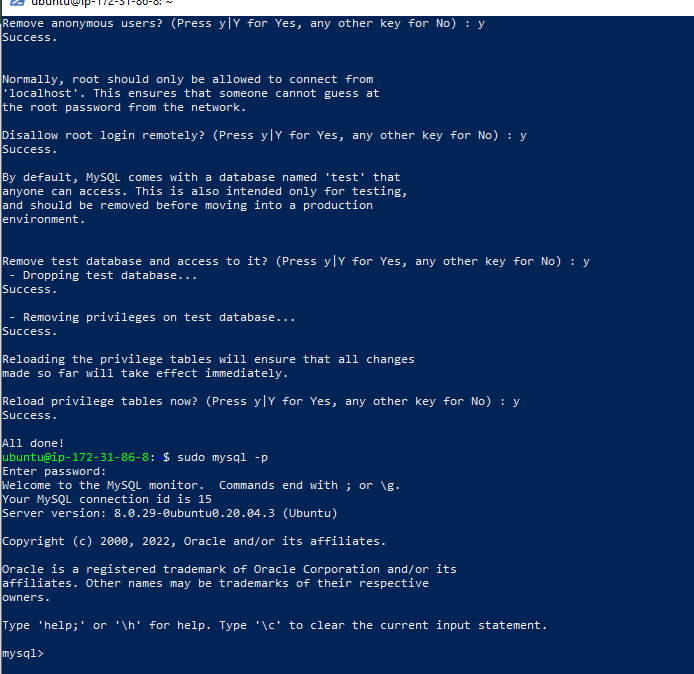 ubuntu@ip-172-31-86-8: ~
Remove anonymous users? (Press y|Y for Yes, any other key for No) : y
Success.
Normally, root should only be allowed to connect from
'localhost'. This ensures that someone cannot guess at
the root password from the network.
Disallow root login remotely? (Press y|Y for Yes, any other key for No) : y
Success.
By default, MySQL comes with a database named 'test' that
anyone can access. This is also intended only for testing,
and should be removed before moving into a production
environment.
Remove test database and access to it? (Press y|Y for Yes, any other key for No) : y
- Dropping test database...
Success.
- Removing privileges on test database...
Success.
Reloading the privilege tables will ensure that all changes
made so far will take effect immediately.
Reload privilege tables now? (Press y|Y for Yes, any other key for No) : y
Success.
All done!
ubuntu@ip-172-31-86-8: $ sudo mysql -p
Enter password:
Welcome to the MySQL monitor.  Commands end with ; or \g.
Your MySQL connection id is 15
Server version: 8.0.29-0ubuntu0.20.04.3 (Ubuntu)
Copyright (c) 2000, 2022, Oracle and/or its affiliates.
Oracle is a registered trademark of Oracle Corporation and/or its
affiliates. Other names may be trademarks of their respective
owners.
Type 'help;' or '\h' for help. Type '\c' to clear the current input statement.
mysql>